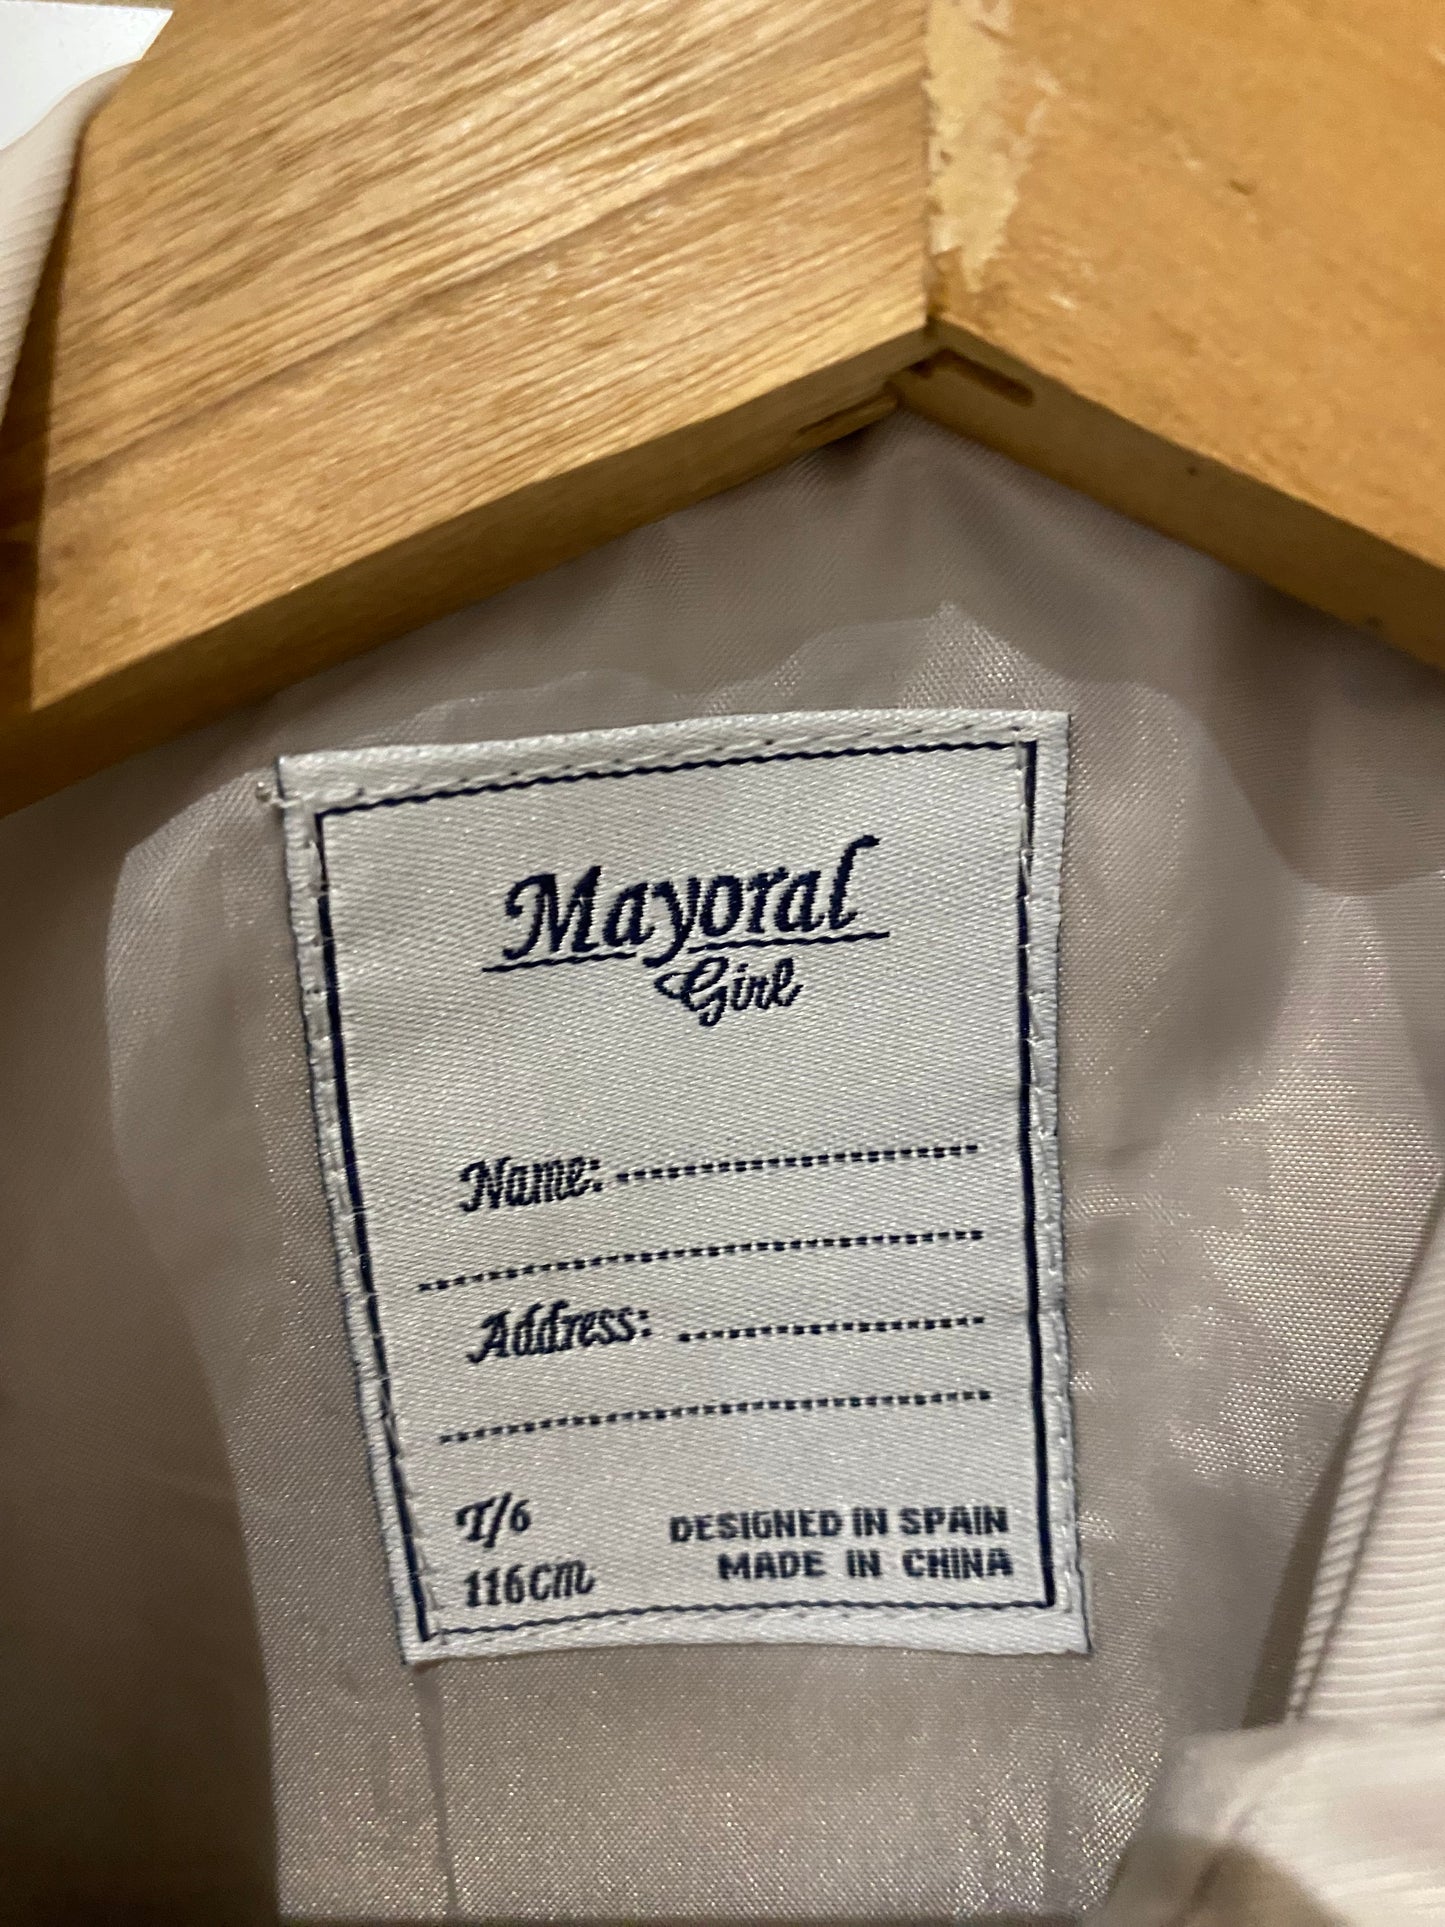 Mayoral
Girl
Name:
Address:
T/6
116cm
DESIGNED IN SPAIN
MADE IN CHINA